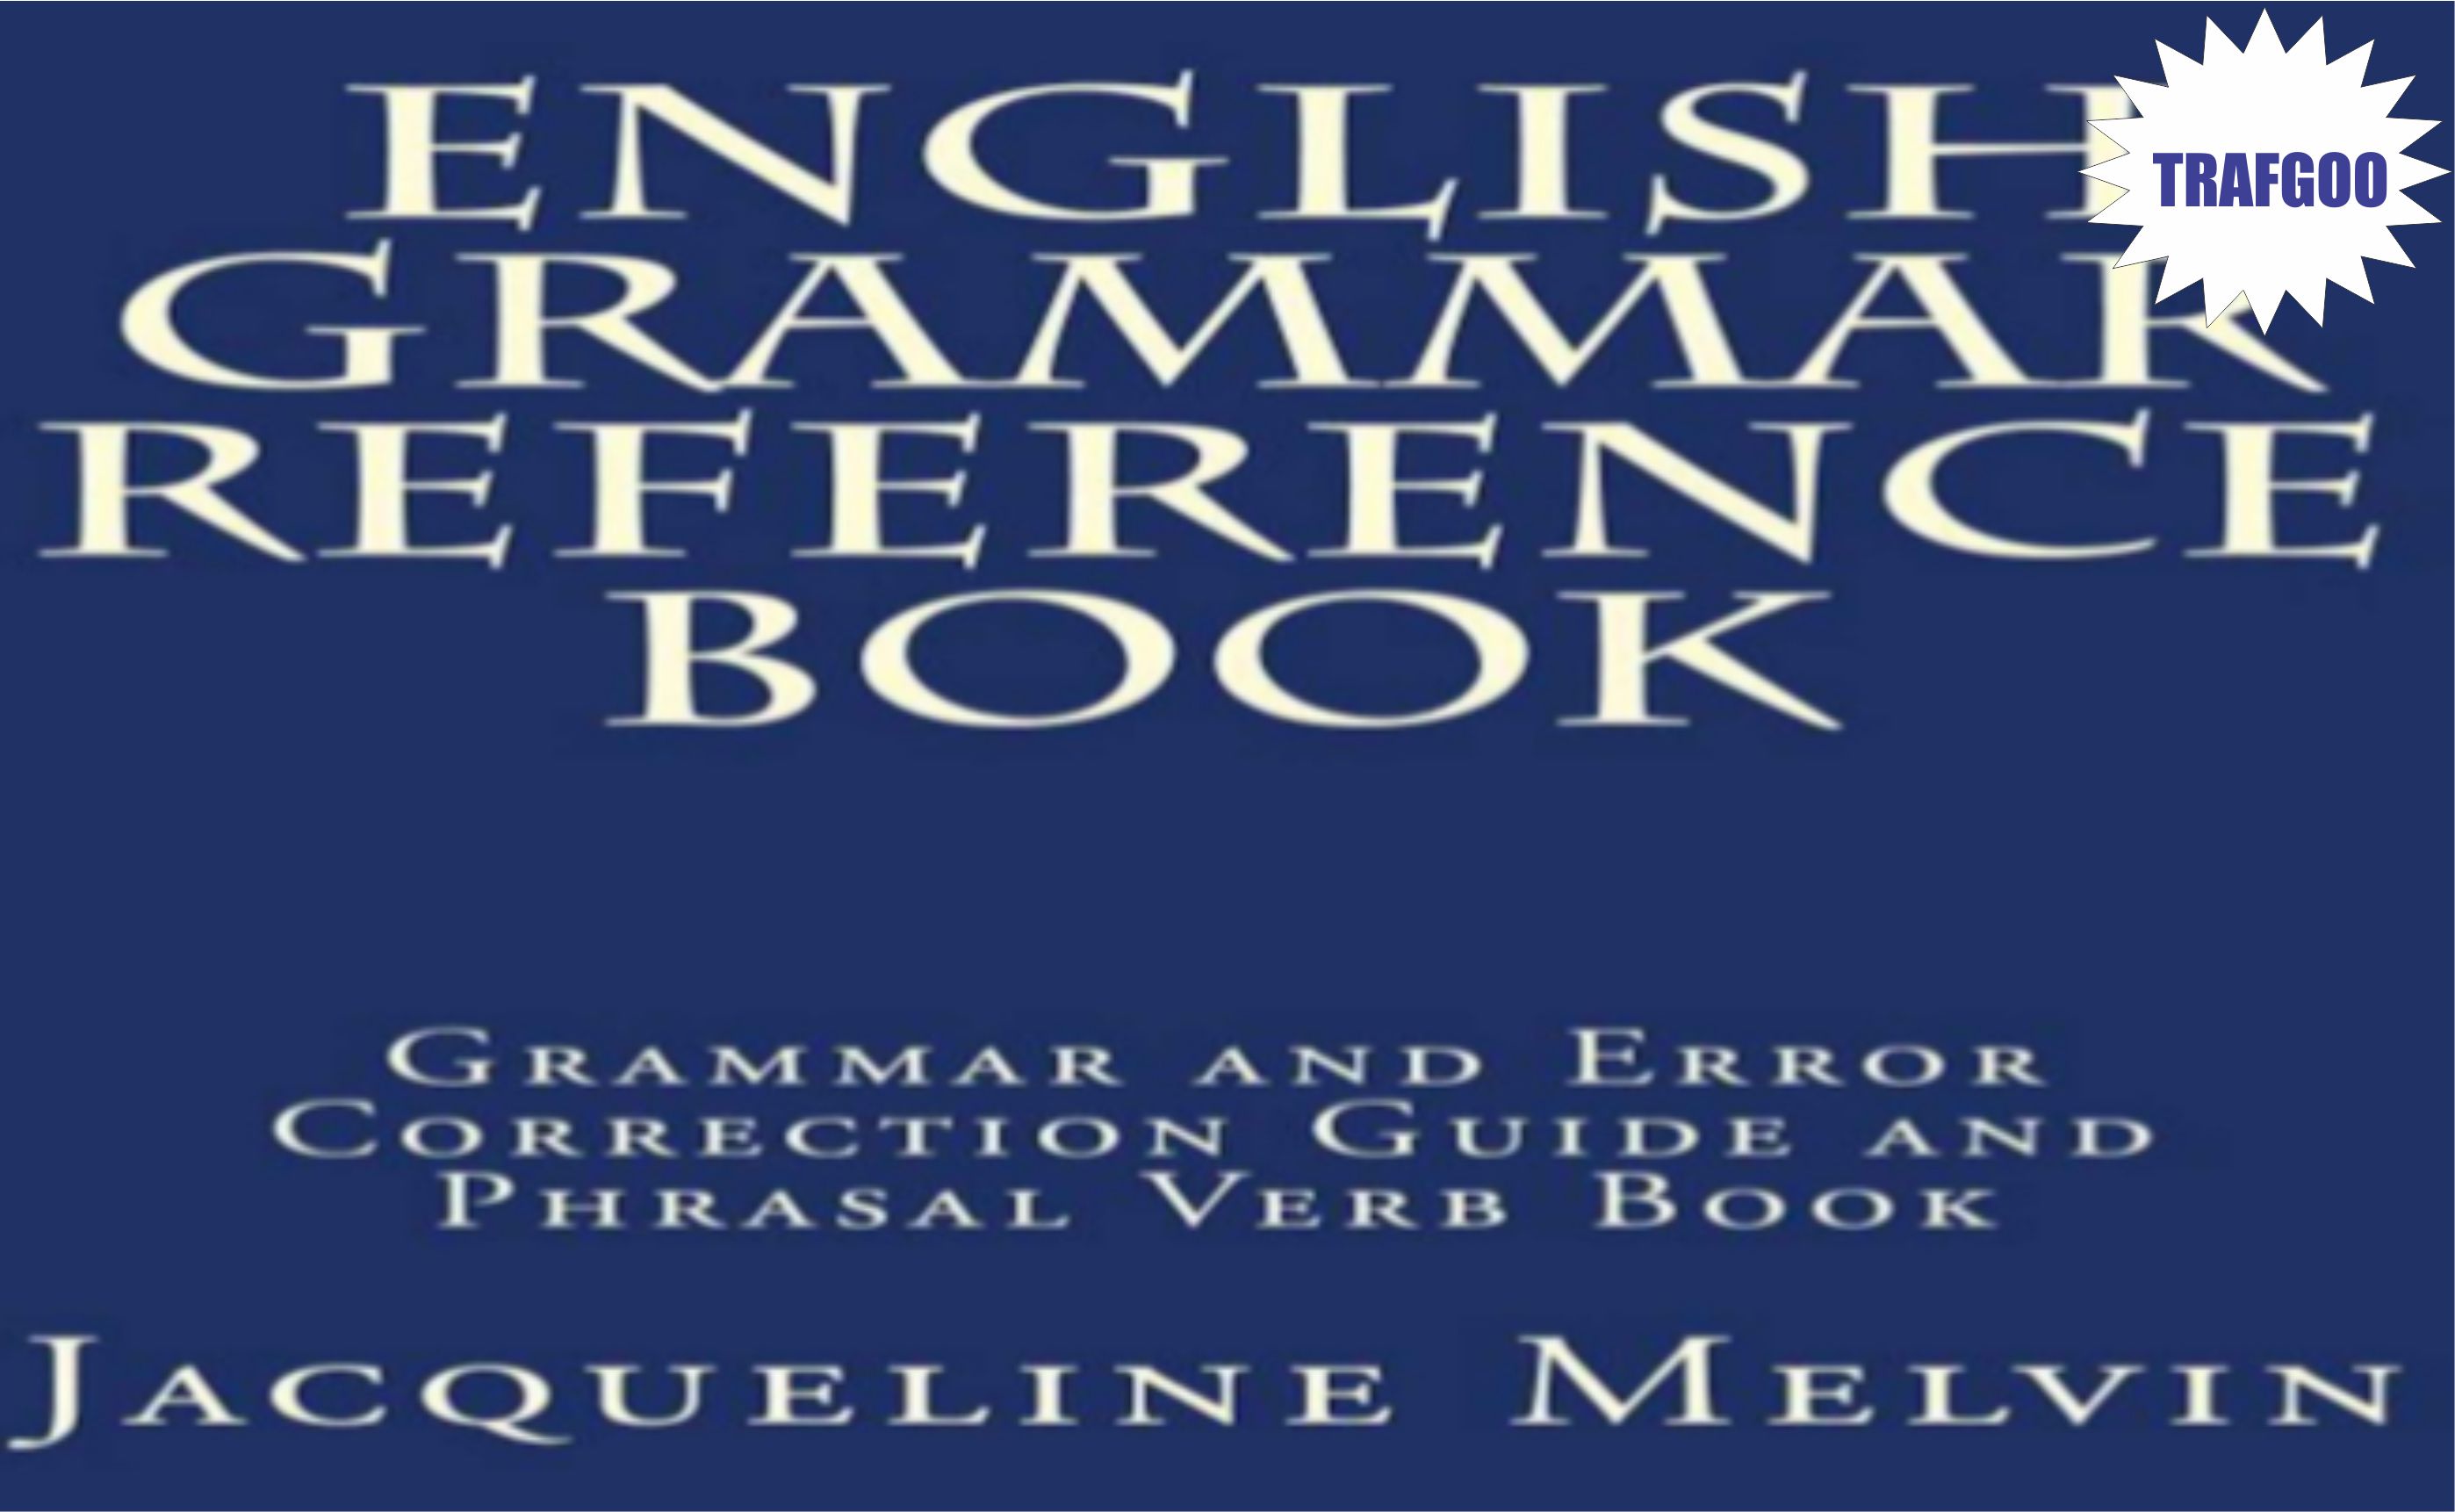 ENGLISH
GRAMMAR
REFERENCE
BOOK
TRAFGOO
GRAMMAR AND ERROR
CORRECTION GUIDE AND
PHRASAL VERB BOOK
JACQUELINE MELVIN